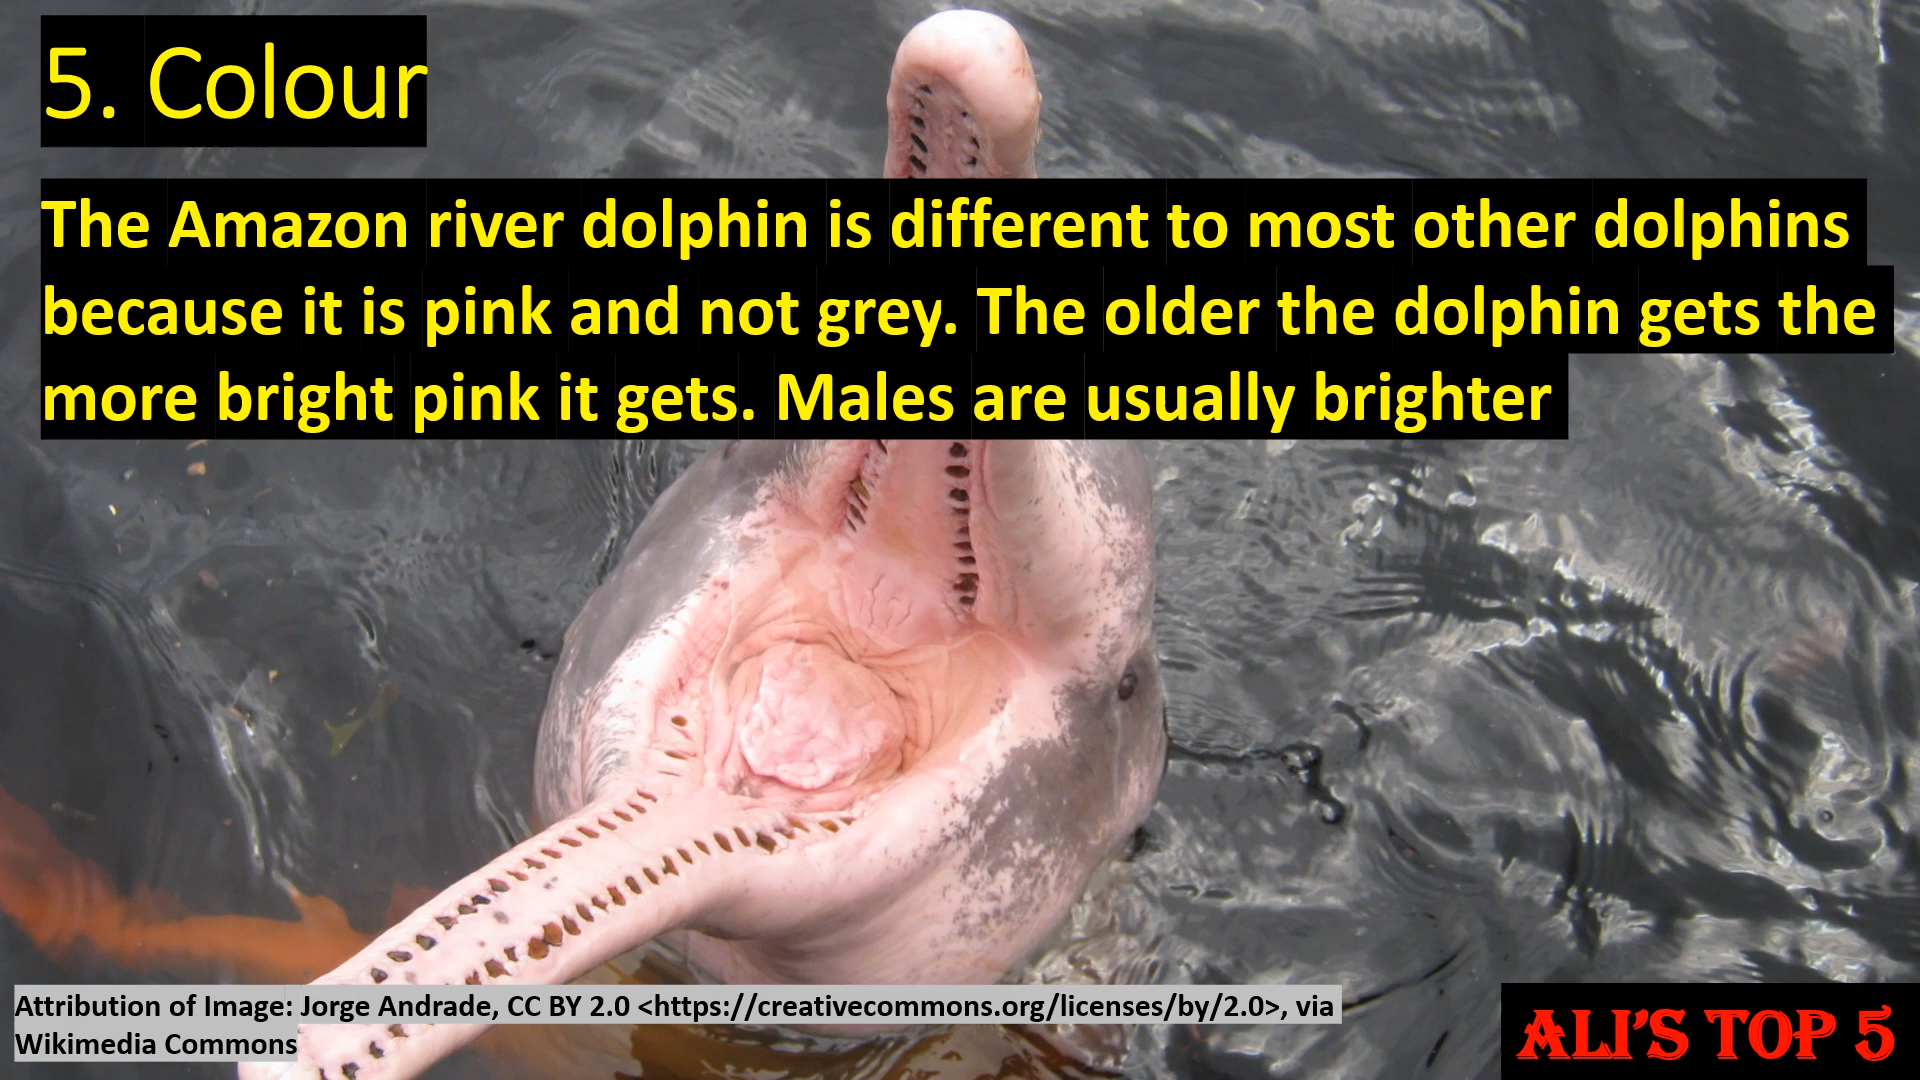 5. Colour
The Amazon river dolphin is different to most other dolphins
because it is pink and not grey. The older the dolphin gets the
more bright pink it gets. Males are usually brighter
Attribution of Image: Jorge Andrade, CC BY 2.0 <https://creativecommons.org/licenses/by/2.0>, via
Wikimedia Commons
ALI'S TOP 5